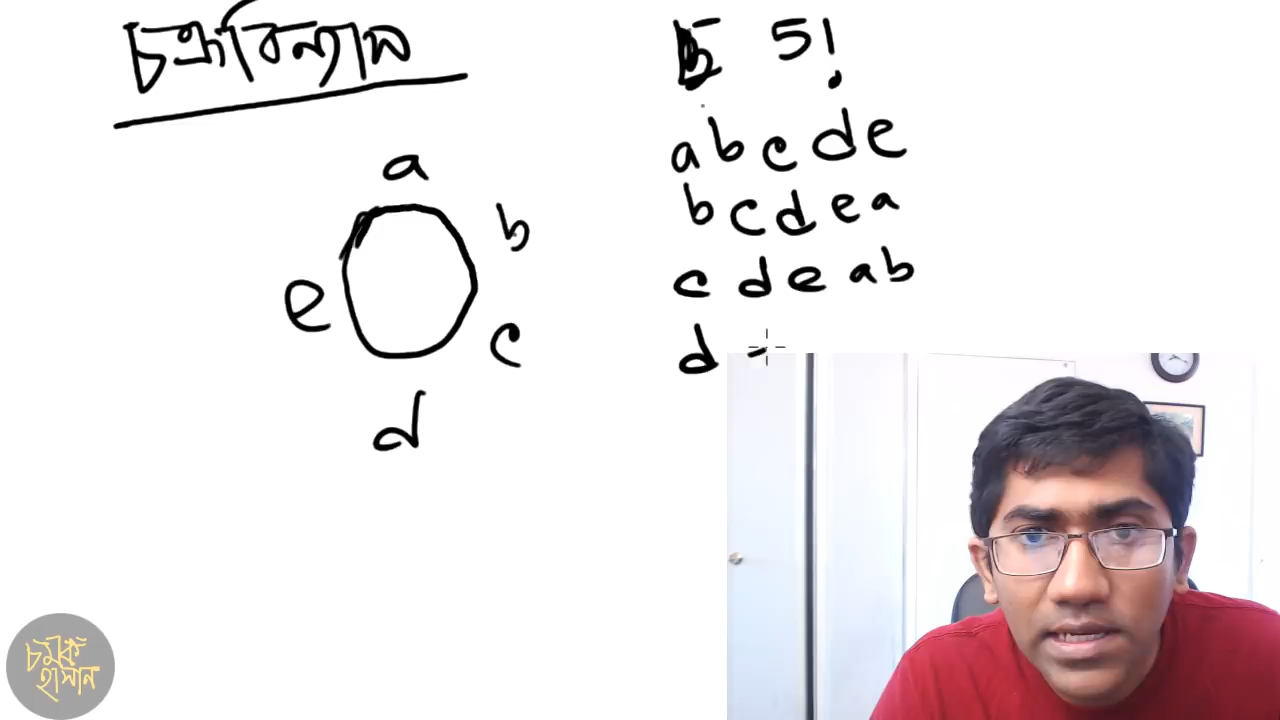 চক্রবিন্যাস
a
b
c
d
e
5!
a b c d e
b c d e a
c d e a b
d
চমক
হাসান